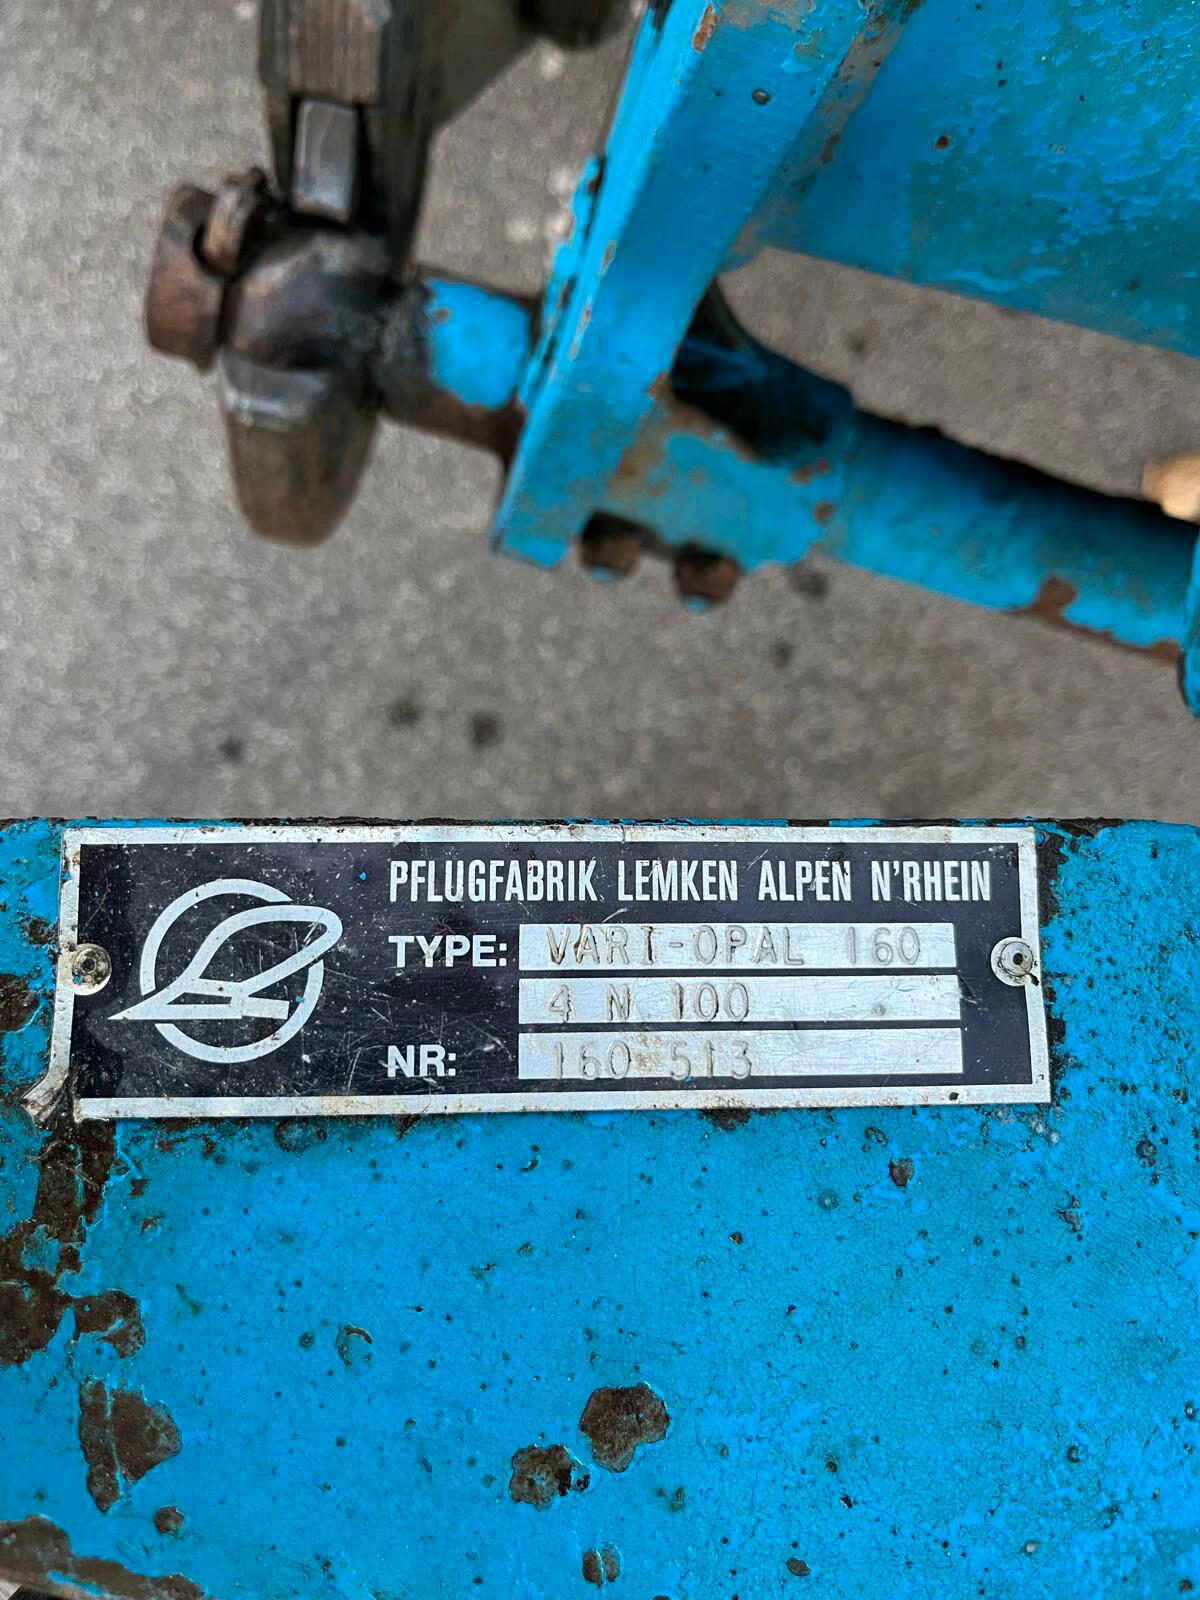 PFLUGFABRIK LEMKEN ALPEN N'RHEIN
TYPE: VARI-OPAL 160
4 N 100
NR: 160 513